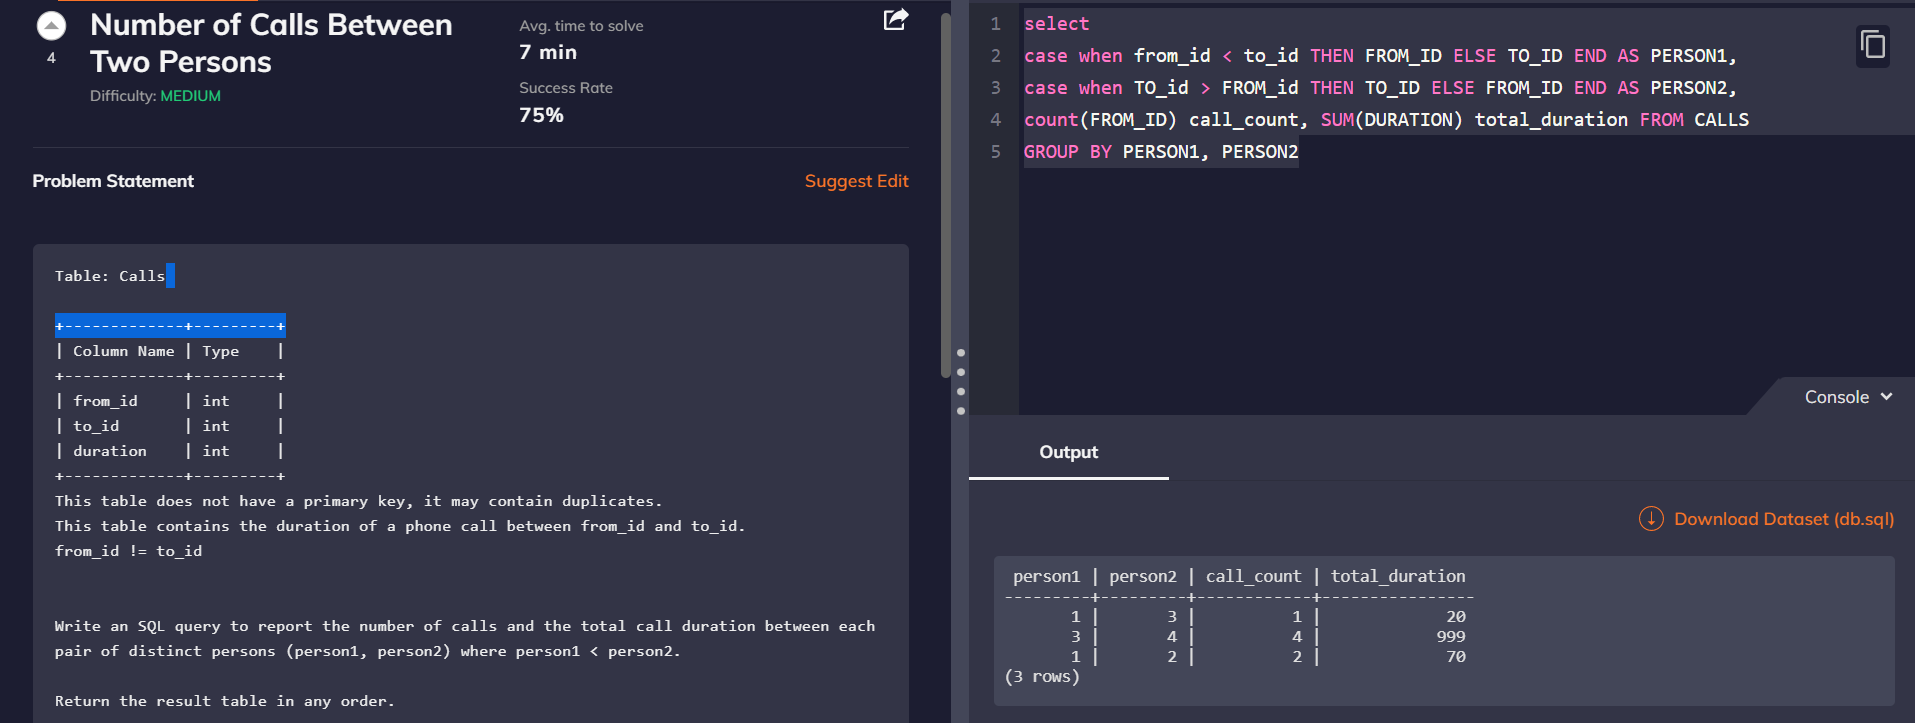 Number of Calls Between
Two Persons
4
Difficulty: MEDIUM
Avg. time to solve
7 min
Success Rate
75%
Problem Statement
Suggest Edit
Table: Calls
+-------------+---------+
| Column Name | Type    |
+-------------+---------+
| from_id     | int     |
| to_id       | int     |
| duration    | int     |
+-------------+---------+
This table does not have a primary key, it may contain duplicates.
This table contains the duration of a phone call between from_id and to_id.
from_id != to_id
Write an SQL query to report the number of calls and the total call duration between each
pair of distinct persons (person1, person2) where person1 < person2.
Return the result table in any order.
1 select
2 case when from_id < to_id THEN FROM_ID ELSE TO_ID END AS PERSON1,
3 case when TO_id > FROM_id THEN TO_ID ELSE FROM_ID END AS PERSON2,
4 count(FROM_ID) call_count, SUM(DURATION) total_duration FROM CALLS
5 GROUP BY PERSON1, PERSON2
Console
Output
Download Dataset (db.sql)
 person1 | person2 | call_count | total_duration
---------+---------+------------+----------------
       1 |       3 |          1 |             20
       3 |       4 |          4 |            999
       1 |       2 |          2 |             70
(3 rows)